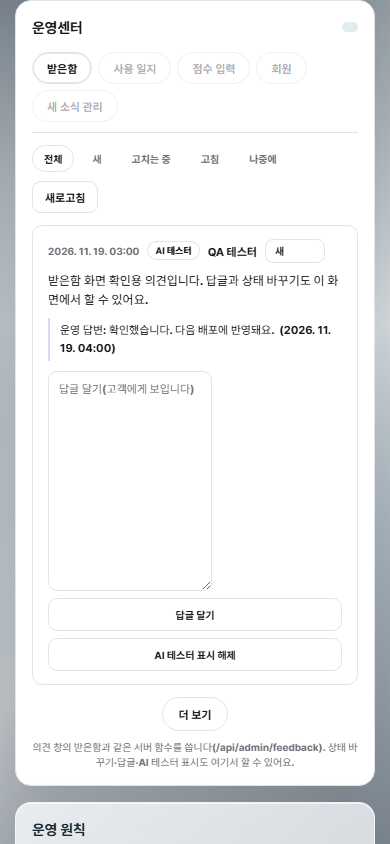 운영센터
받은함 사용 일지 점수 입력 회원
새 소식 관리
전체 새 고치는 중 고침 나중에
새로고침
2026. 11. 19. 03:00 AI 테스터 QA 테스터 새
받은함 화면 확인용 의견입니다. 답글과 상태 바꾸기도 이 화
면에서 할 수 있어요.
운영 답변: 확인했습니다. 다음 배포에 반영돼요. (2026. 11.
19. 04:00)
답글 달기(고객에게 보입니다)
답글 달기
AI 테스터 표시 해제
더 보기
의견 창의 받은함과 같은 서버 함수를 씁니다(/api/admin/feedback). 상태 바
꾸기·답글·AI 테스터 표시도 여기서 할 수 있어요.
운영 원칙